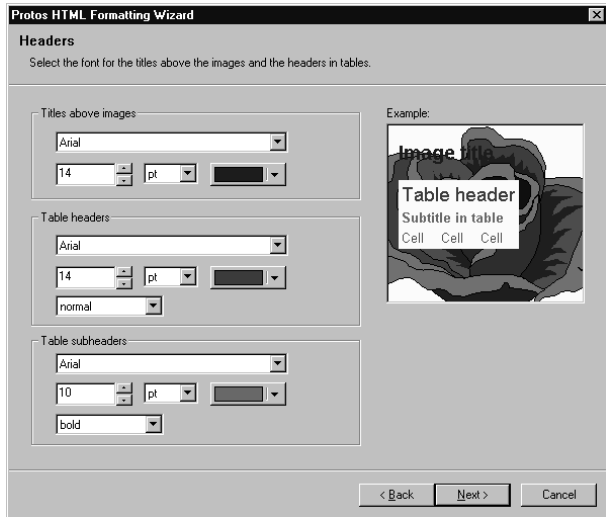 Protos HTML Formatting Wizard
Headers
Select the font for the titles above the images and the headers in tables.
Titles above images
Arial
14 pt
Table headers
Arial
14 pt
normal
Table subheaders
Arial
10 pt
bold
Example:
Image title
Table header
Subtitle in table
Cell Cell Cell
< Back Next > Cancel